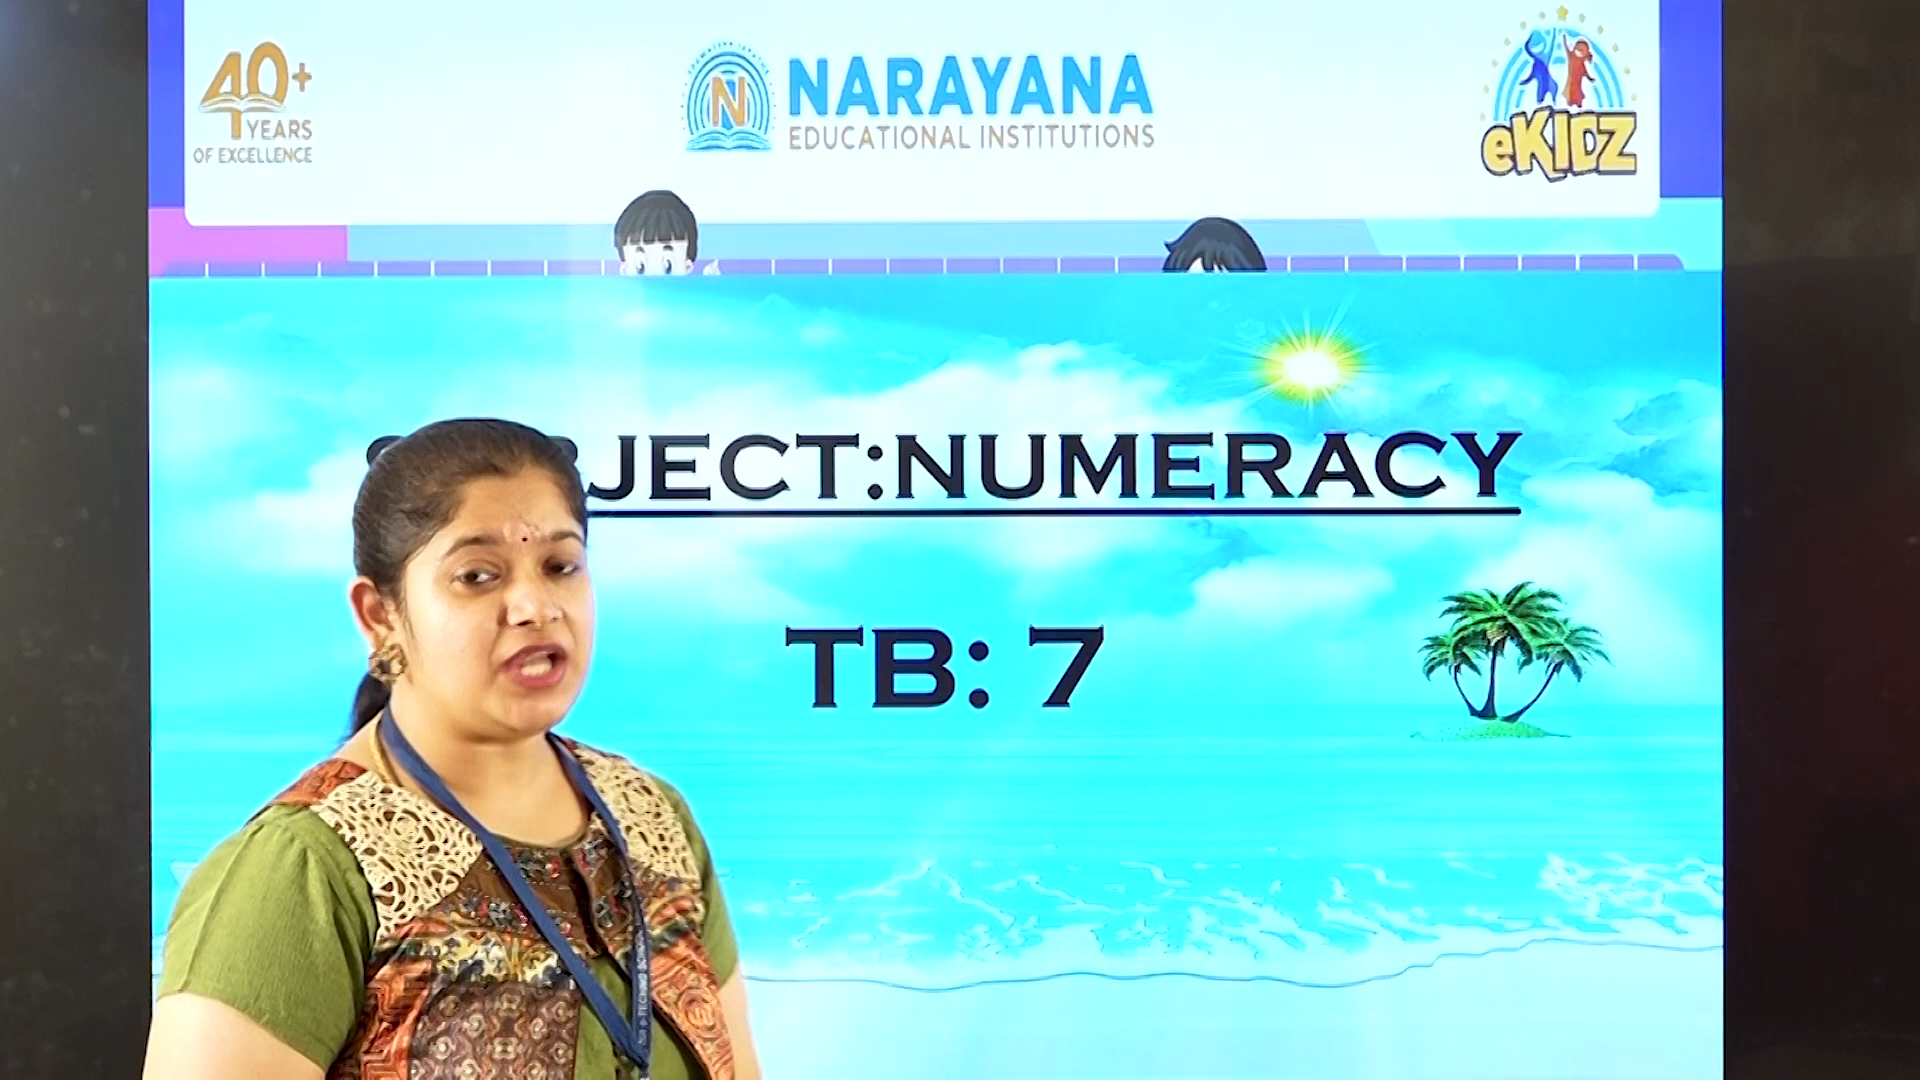 40+
YEARS
OF EXCELLENCE
N
NARAYANA
EDUCATIONAL INSTITUTIONS
eKIDZ
JECT:NUMERACY
TB: 7